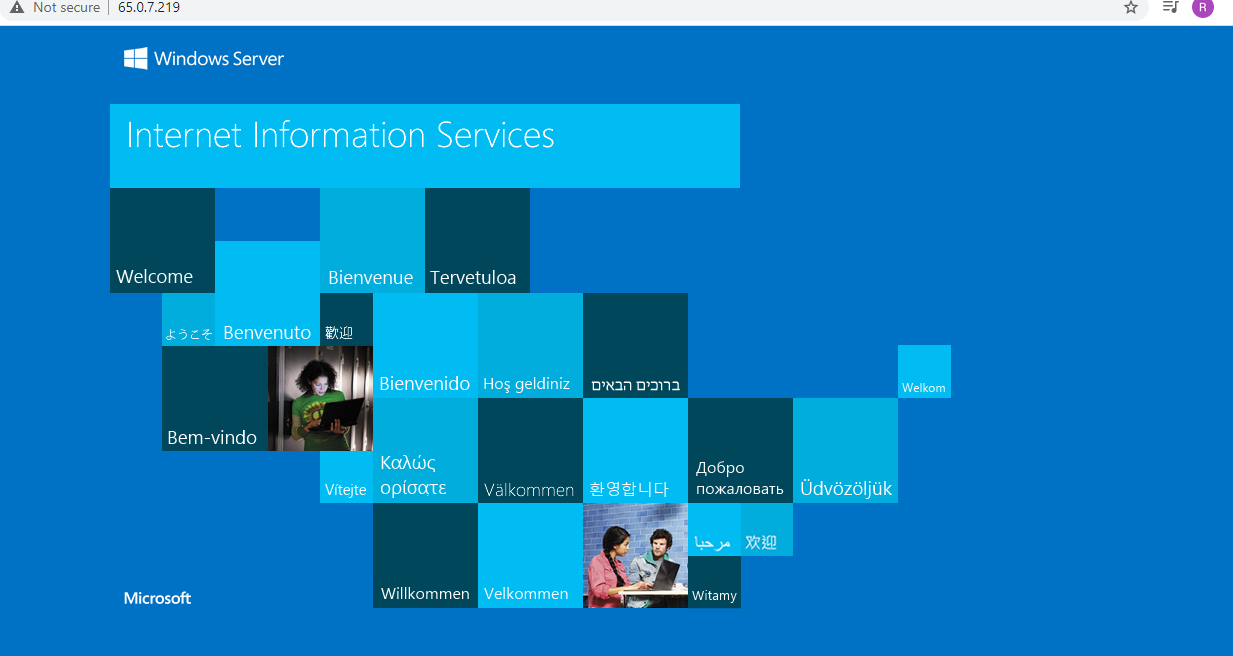 Not secure
65.0.7.219
R
Windows Server
Internet Information Services
Welcome
Bienvenue
Tervetuloa
ようこそ
Benvenuto
歡迎
Bienvenido
Hoş geldiniz
ברוכים הבאים
Welkom
Bem-vindo
Vítejte
Καλώς
ορίσατε
Välkommen
환영합니다
Добро
пожаловать
Üdvözöljük
Willkommen
Velkommen
مرحبا
欢迎
Witamy
Microsoft